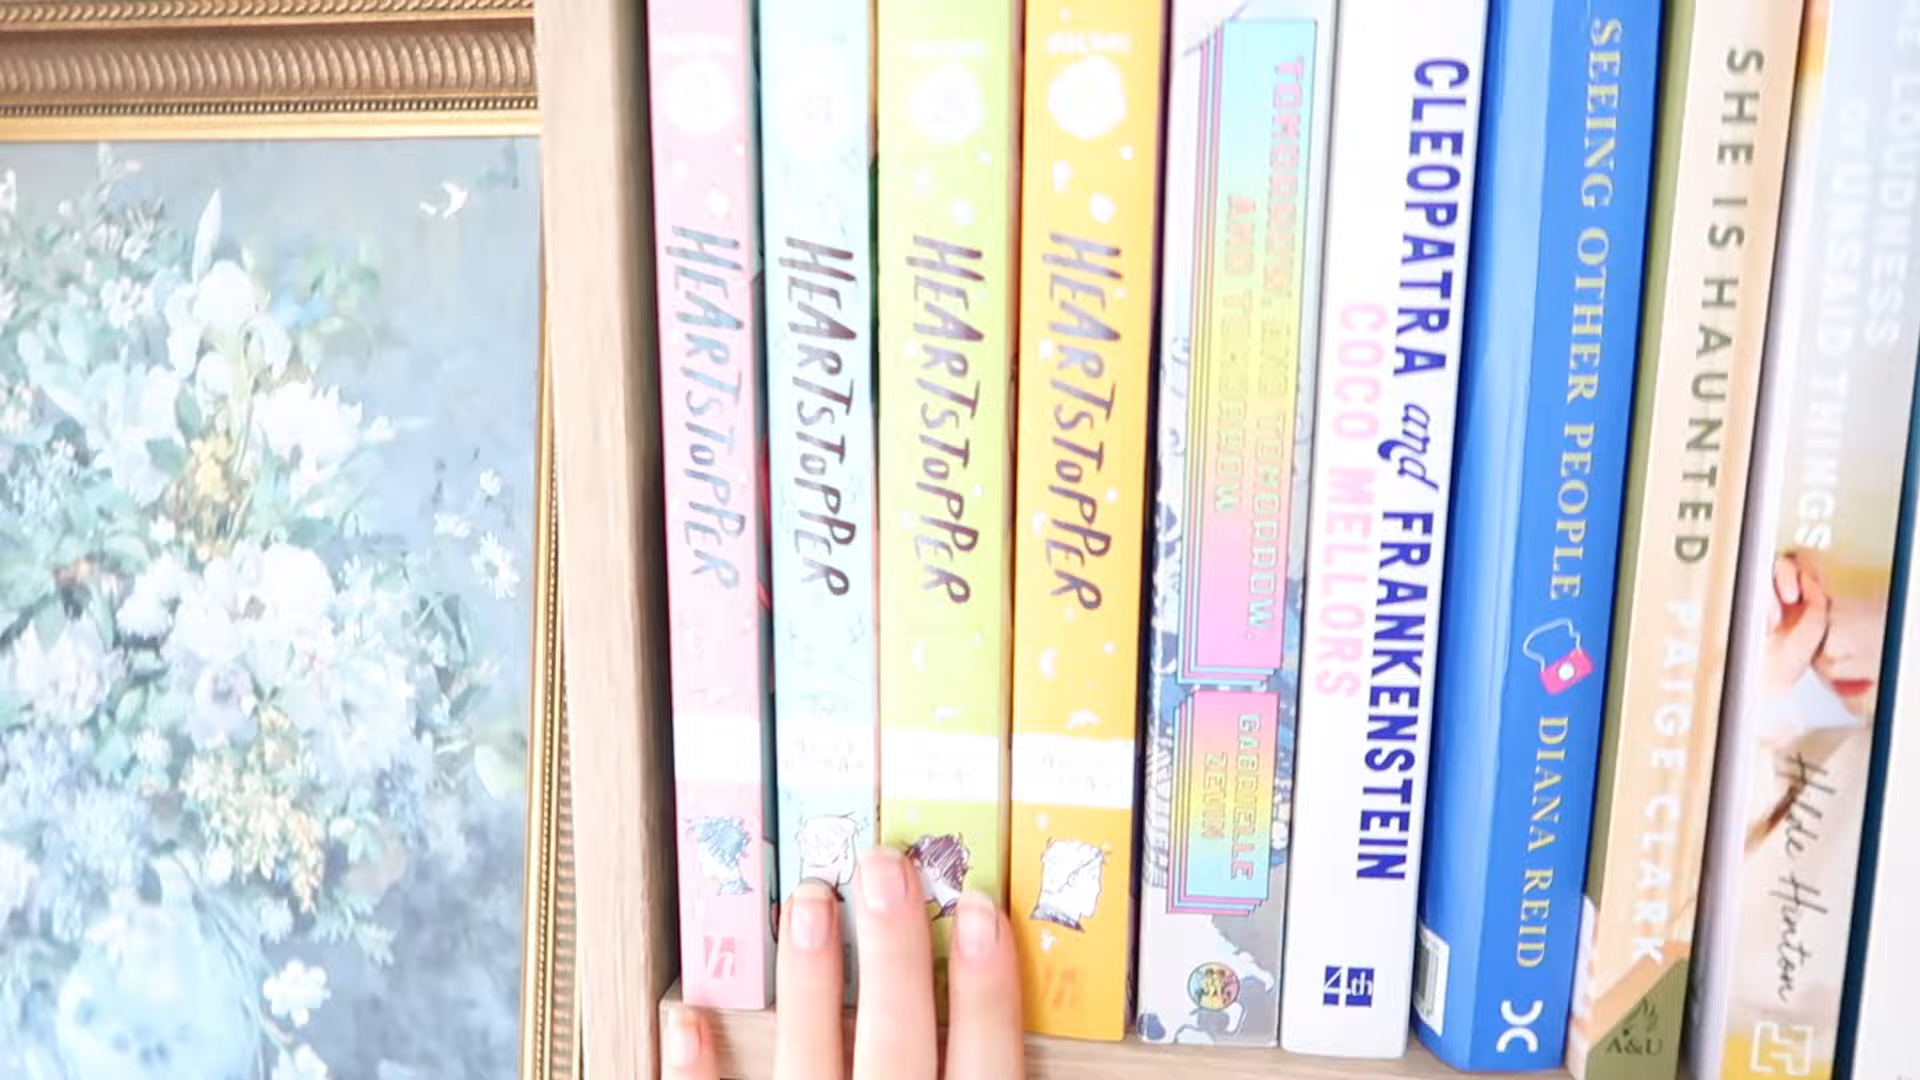 HEARTSTOPPER
HEARTSTOPPER
HEARTSTOPPER
HEARTSTOPPER
TOMORROW, AND TOMORROW,
AND TOMORROW
GABRIELLE
ZEVIN
CLEOPATRA and FRANKENSTEIN
COCO MELLORS
4th
SEEING OTHER PEOPLE
DIANA REID
SHE IS HAUNTED
PAIGE CLARK
A&U
LOUDNESS
OF UNSAID THINGS
Hilde Hinton